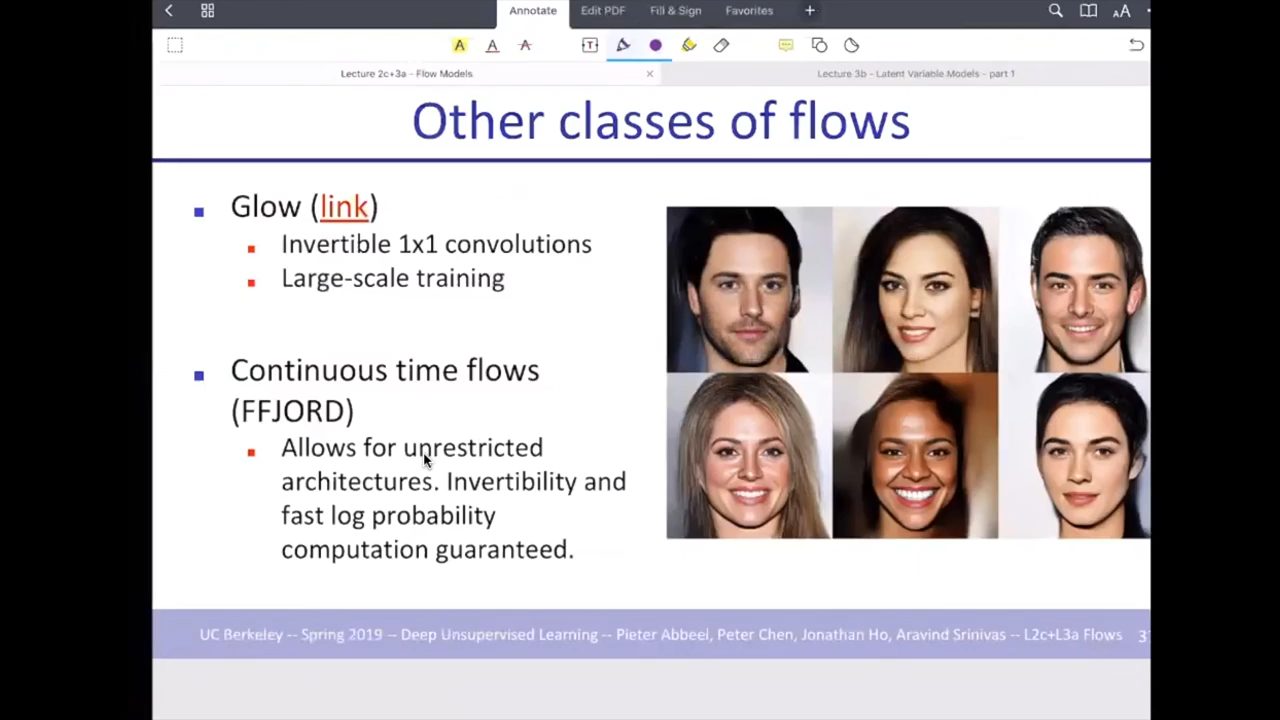 Annotate Edit PDF Fill & Sign Favorites
Lecture 2c+3a - Flow Models Lecture 3b - Latent Variable Models - part 1
Other classes of flows
Glow (link)
Invertible 1x1 convolutions
Large-scale training
Continuous time flows
(FFJORD)
Allows for unrestricted
architectures. Invertibility and
fast log probability
computation guaranteed.
UC Berkeley -- Spring 2019 -- Deep Unsupervised Learning -- Pieter Abbeel, Peter Chen, Jonathan Ho, Aravind Srinivas -- L2c+L3a Flows